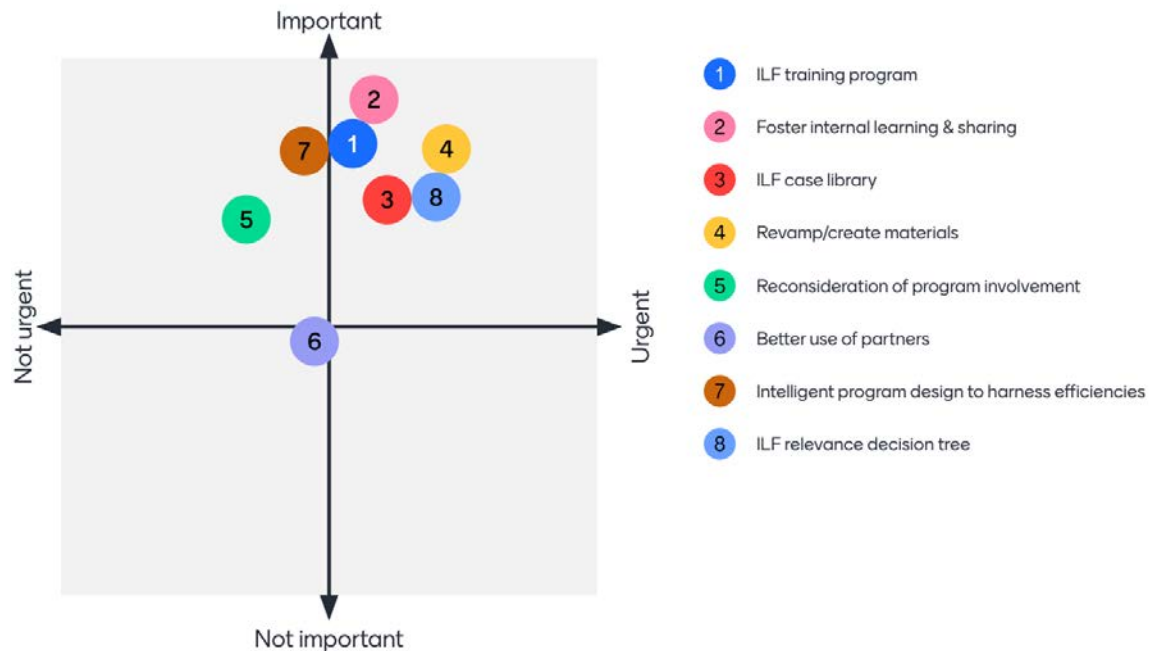 Important
Not urgent
Urgent
Not important
2
1
7
4
3
8
5
6
1 ILF training program
2 Foster internal learning & sharing
3 ILF case library
4 Revamp/create materials
5 Reconsideration of program involvement
6 Better use of partners
7 Intelligent program design to harness efficiencies
8 ILF relevance decision tree